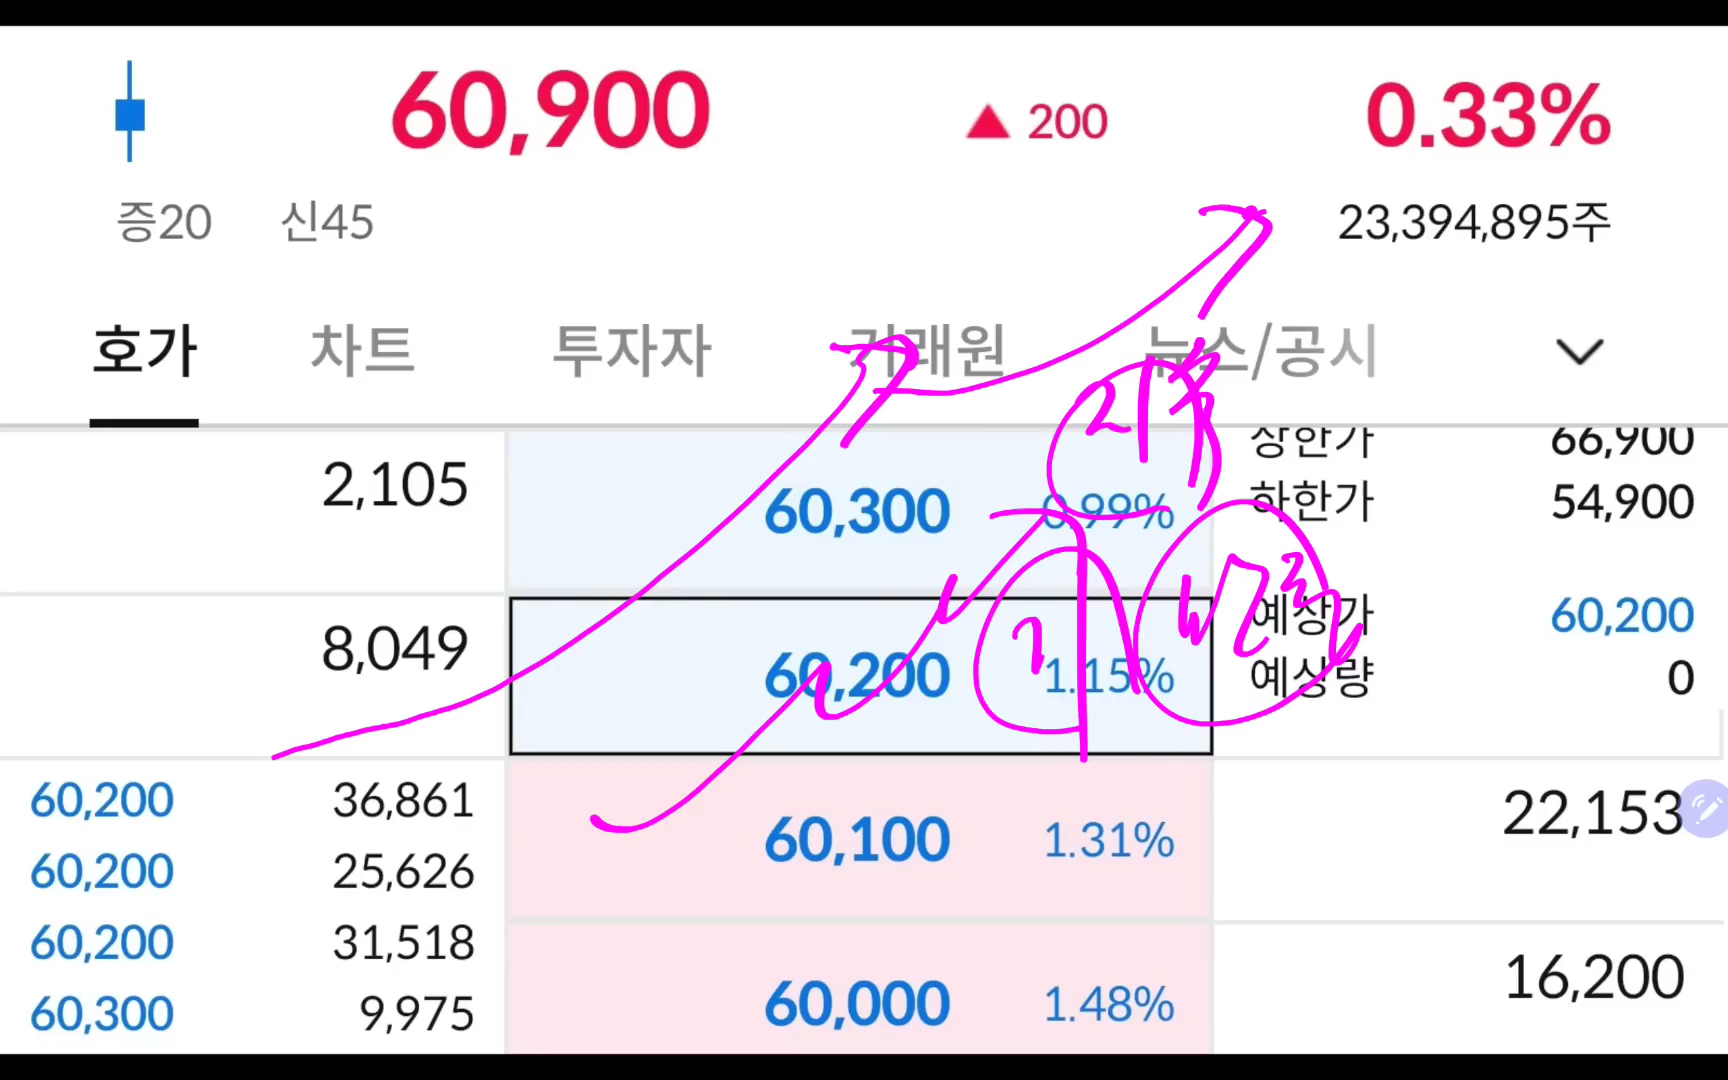 60,900 ▲ 200 0.33%
증20 신45 23,394,895주
호가 차트 투자자 거래원 뉴스/공시
2,105 60,300 0.99% 상한가 66,900
하한가 54,900
8,049 60,200 1.15% 예상가 60,200
예상량 0
60,200 36,861 60,100 1.31% 22,153
60,200 25,626
60,200 31,518 60,000 1.48% 16,200
60,300 9,975